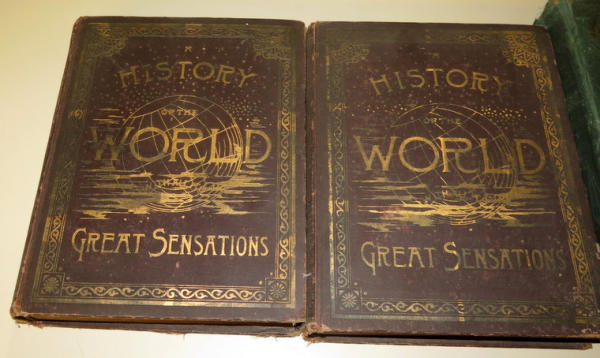 A
HISTORY
OF THE
WORLD
GREAT SENSATIONS
HISTORY
OF THE
WORLD
GREAT SENSATIONS